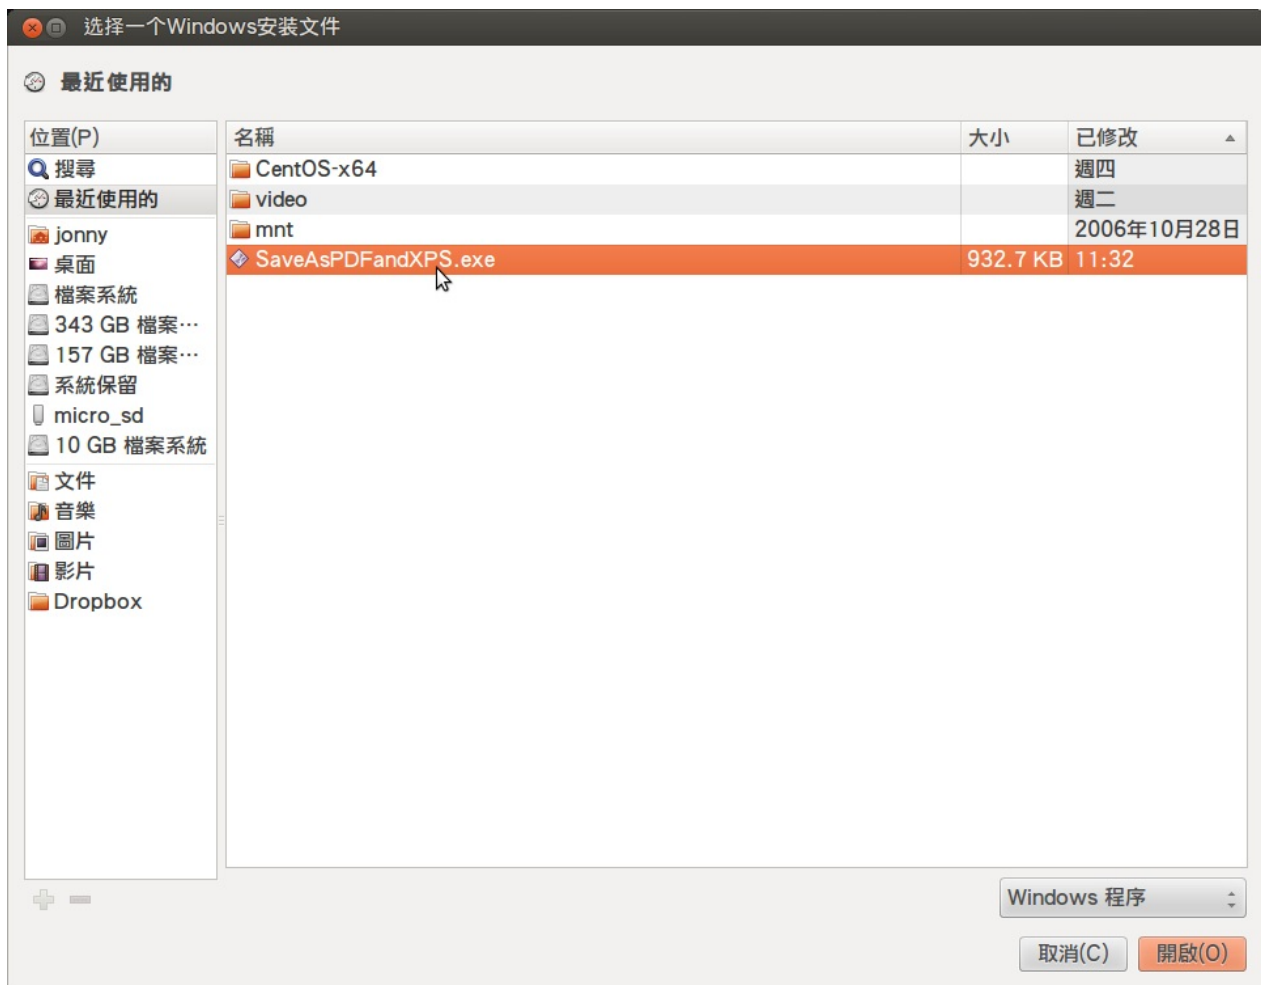 选择一个Windows安装文件
最近使用的
位置(P)
搜尋
最近使用的
jonny
桌面
檔案系統
343 GB 檔案…
157 GB 檔案…
系統保留
micro_sd
10 GB 檔案系統
文件
音樂
圖片
影片
Dropbox
名稱 大小 已修改
CentOS-x64 週四
video 週二
mnt 2006年10月28日
SaveAsPDFandXPS.exe 932.7 KB 11:32
Windows 程序
取消(C) 開啟(O)